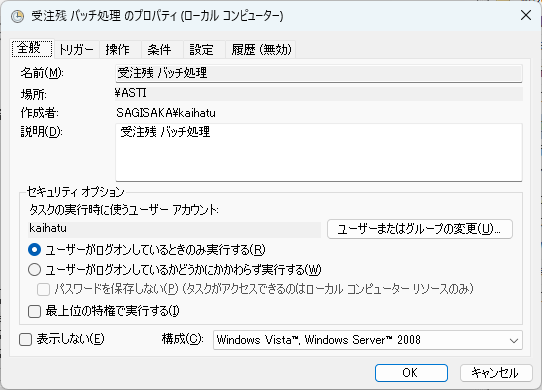 受注残 バッチ処理 のプロパティ (ローカル コンピューター)
全般 トリガー 操作 条件 設定 履歴 (無効)
名前(M): 受注残 バッチ処理
場所: ¥ASTI
作成者: SAGISAKA¥kaihatu
説明(D): 受注残 バッチ処理
セキュリティ オプション
タスクの実行時に使うユーザー アカウント:
kaihatu ユーザーまたはグループの変更(U)...
ユーザーがログオンしているときのみ実行する(R)
ユーザーがログオンしているかどうかにかかわらず実行する(W)
パスワードを保存しない(P) (タスクがアクセスできるのはローカル コンピューター リソースのみ)
最上位の特権で実行する(I)
表示しない(E) 構成(C): Windows Vista™, Windows Server™ 2008
OK キャンセル